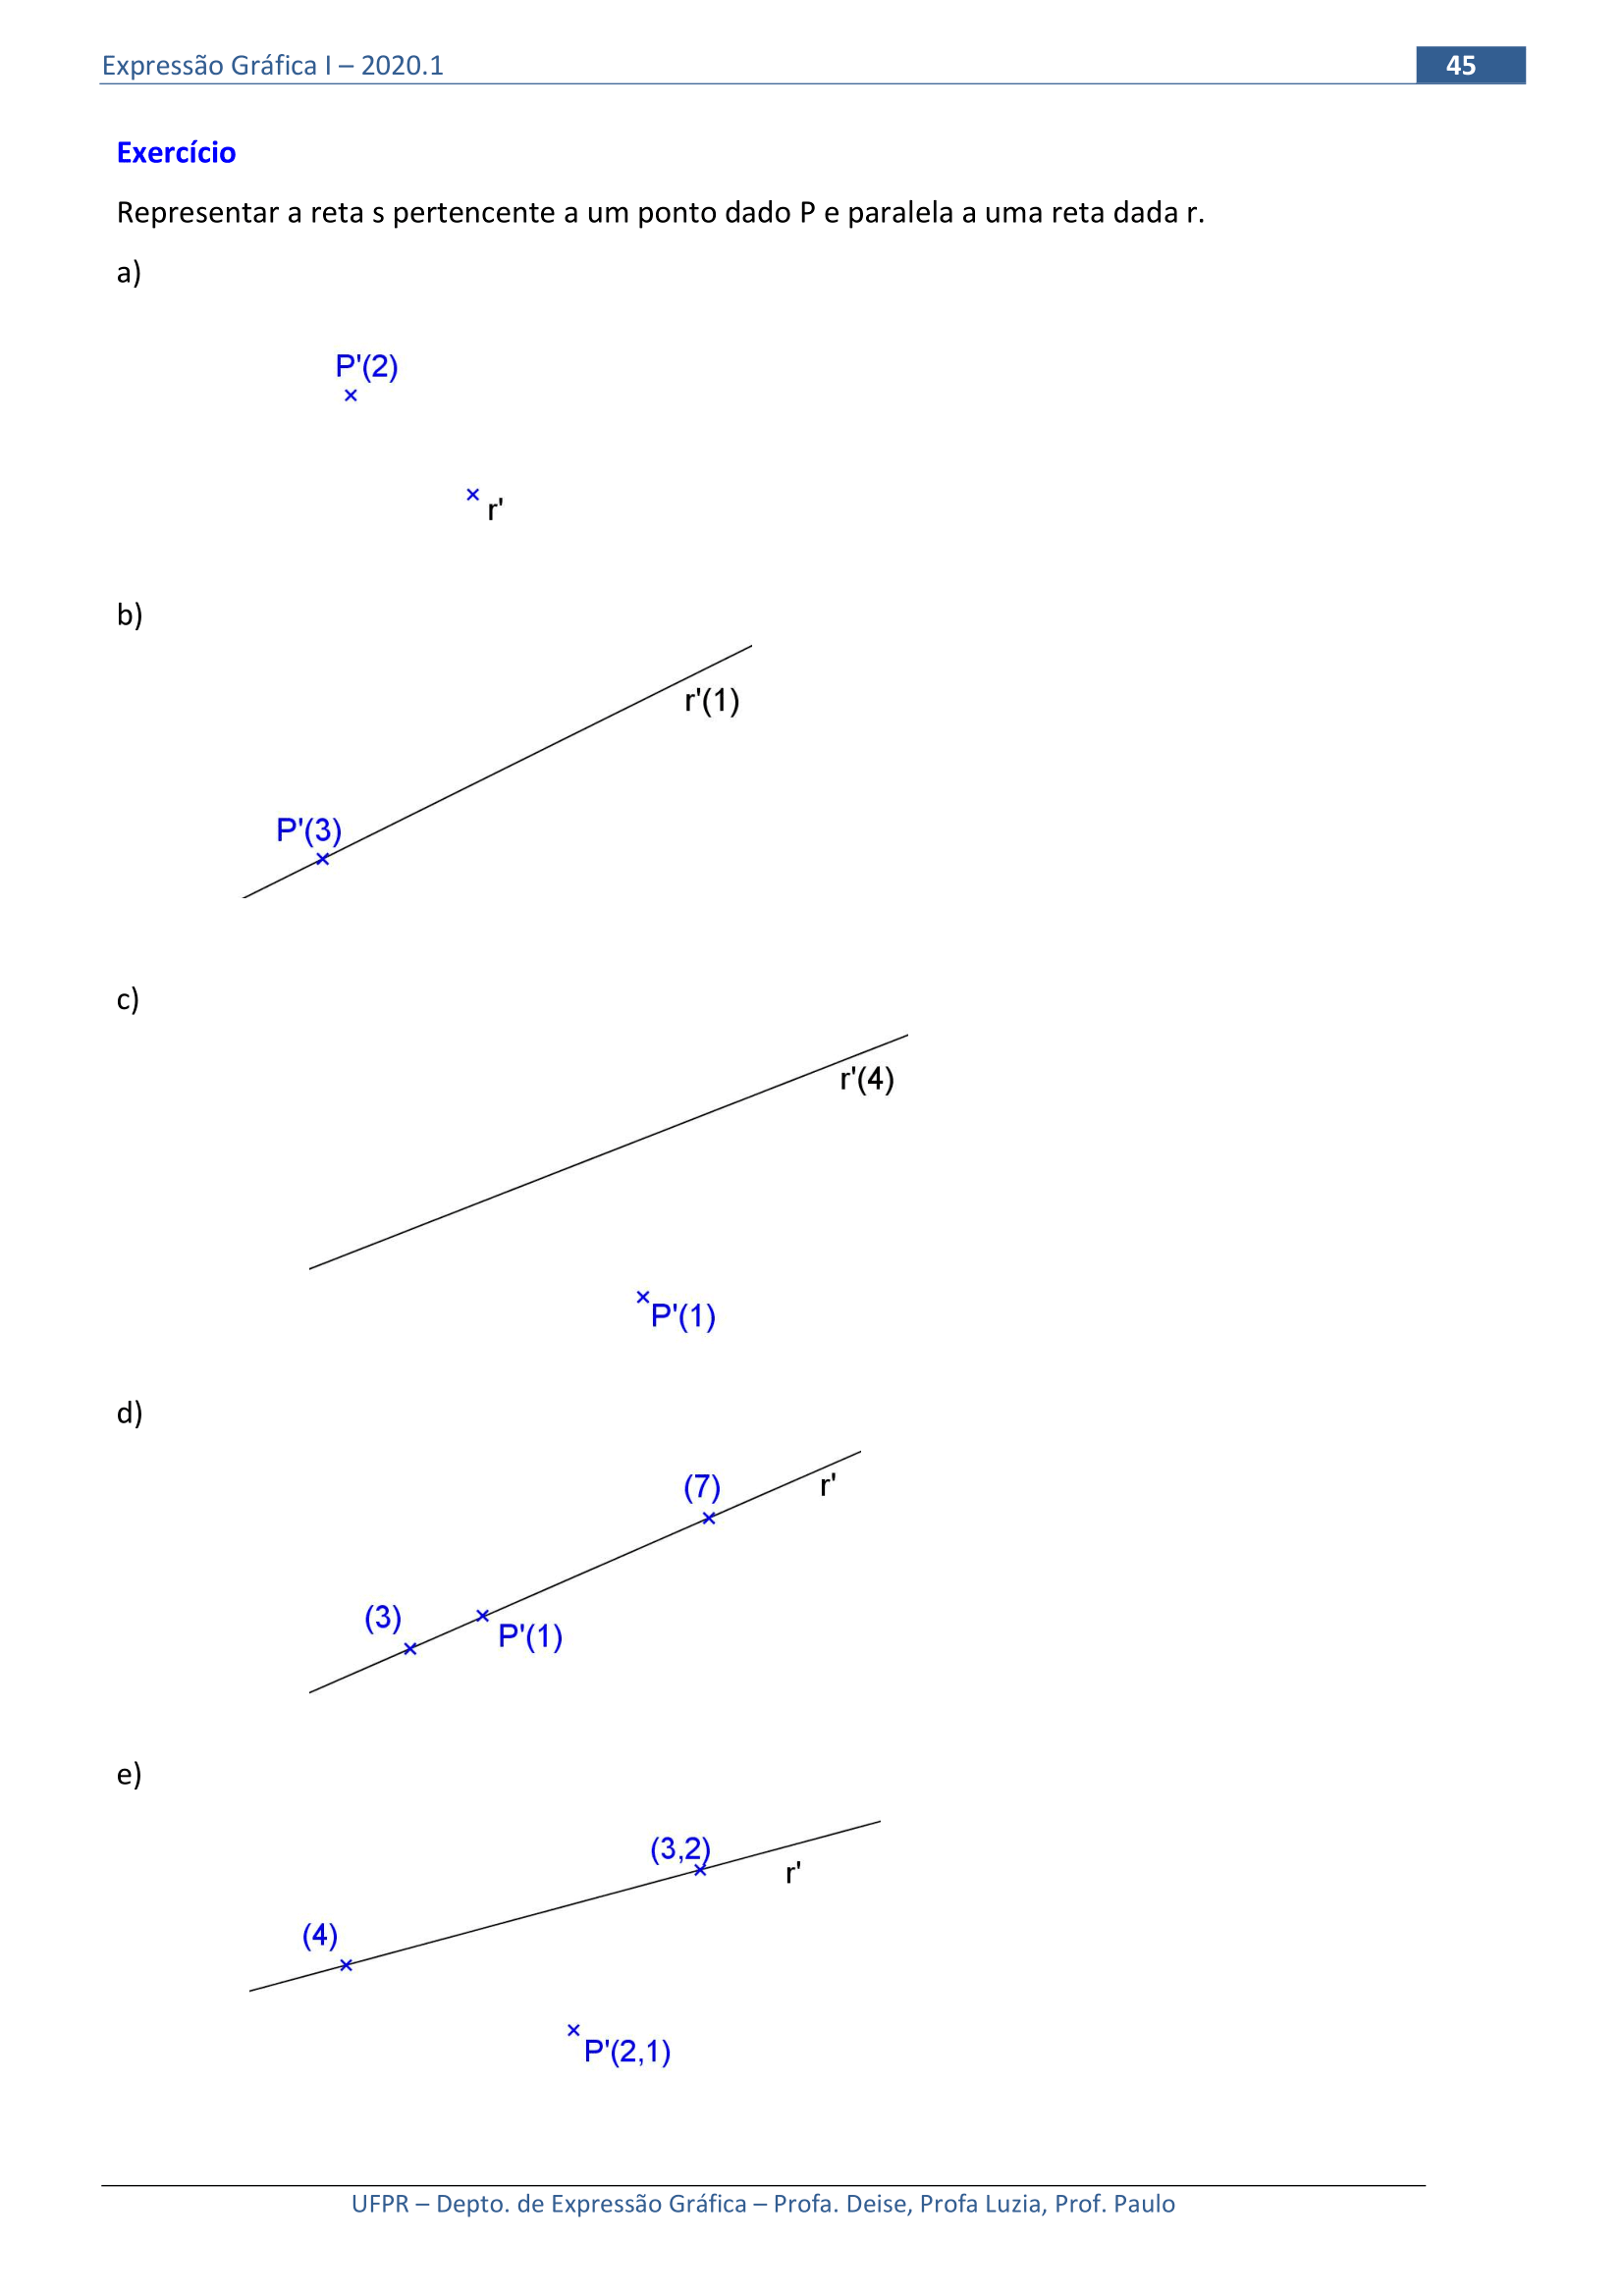 Expressão Gráfica I – 2020.1
45
Exercício
Representar a reta s pertencente a um ponto dado P e paralela a uma reta dada r.
a)
P'(2)
r'
b)
r'(1)
P'(3)
c)
r'(4)
P'(1)
d)
(7)
r'
(3)
P'(1)
e)
(3,2)
r'
(4)
P'(2,1)
UFPR – Depto. de Expressão Gráfica – Profa. Deise, Profa Luzia, Prof. Paulo